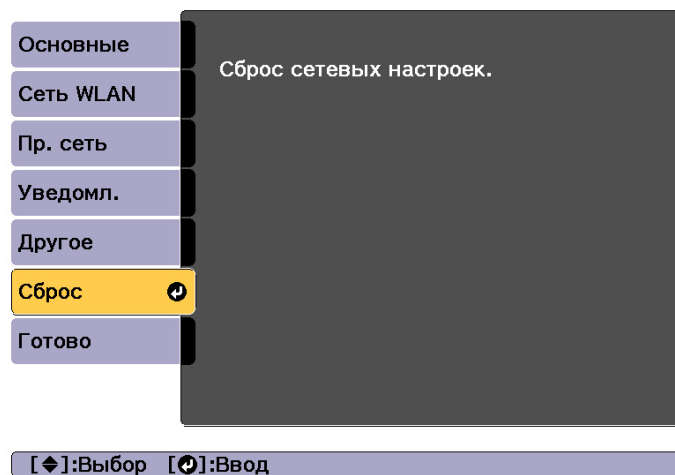 Основные
Сеть WLAN
Пр. сеть
Уведомл.
Другое
Сброс
Готово
Сброс сетевых настроек.
[◆]:Выбор [↵]:Ввод